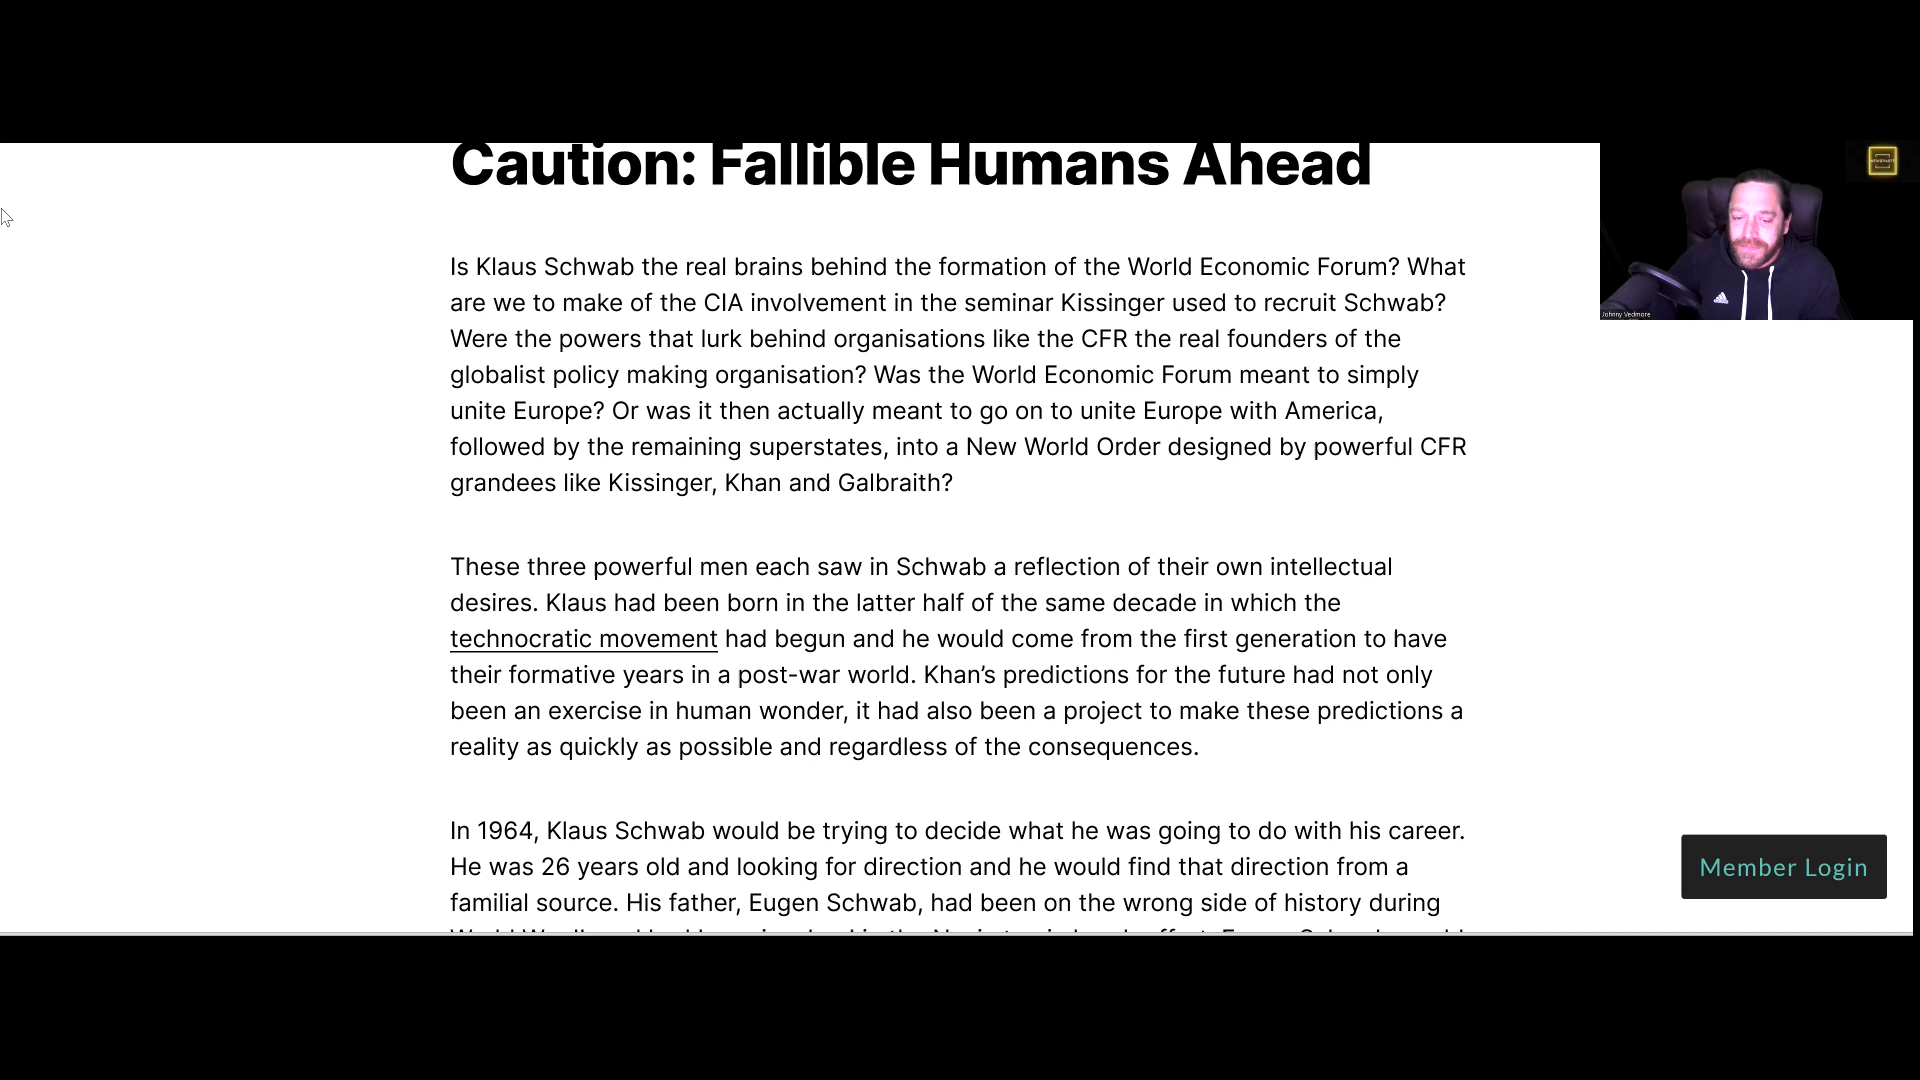 Caution: Fallible Humans Ahead
Is Klaus Schwab the real brains behind the formation of the World Economic Forum? What
are we to make of the CIA involvement in the seminar Kissinger used to recruit Schwab?
Were the powers that lurk behind organisations like the CFR the real founders of the
globalist policy making organisation? Was the World Economic Forum meant to simply
unite Europe? Or was it then actually meant to go on to unite Europe with America,
followed by the remaining superstates, into a New World Order designed by powerful CFR
grandees like Kissinger, Khan and Galbraith?
These three powerful men each saw in Schwab a reflection of their own intellectual
desires. Klaus had been born in the latter half of the same decade in which the
technocratic movement had begun and he would come from the first generation to have
their formative years in a post-war world. Khan’s predictions for the future had not only
been an exercise in human wonder, it had also been a project to make these predictions a
reality as quickly as possible and regardless of the consequences.
In 1964, Klaus Schwab would be trying to decide what he was going to do with his career.
He was 26 years old and looking for direction and he would find that direction from a
familial source. His father, Eugen Schwab, had been on the wrong side of history during
Johnny Vedmore
Member Login